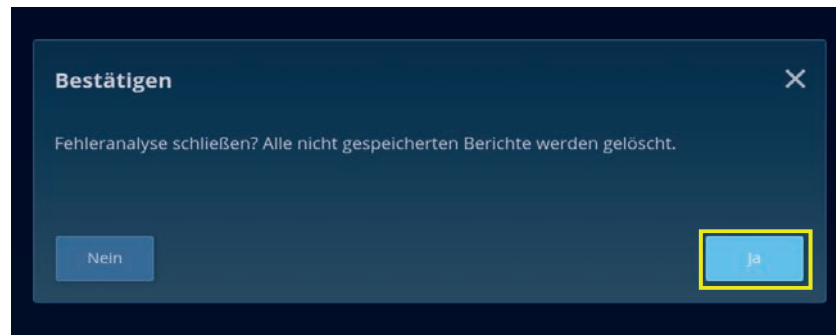 Bestätigen
Fehleranalyse schließen? Alle nicht gespeicherten Berichte werden gelöscht.
Nein
Ja